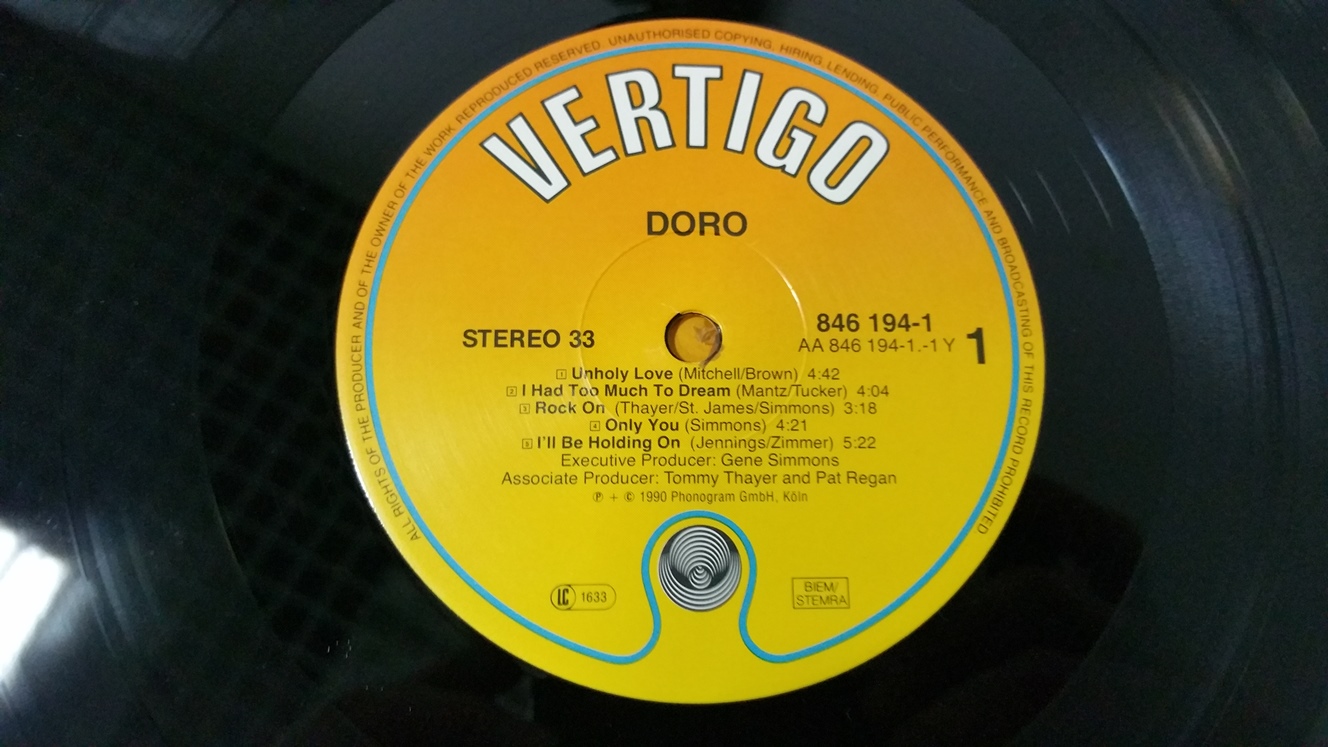 ALL RIGHTS OF THE PRODUCER AND OF THE OWNER OF THE WORK REPRODUCED RESERVED. UNAUTHORISED COPYING, HIRING, LENDING, PUBLIC PERFORMANCE AND BROADCASTING OF THIS RECORD PROHIBITED
VERTIGO
DORO
STEREO 33
846 194-1
AA 846 194-1.-1 Y
1
1 Unholy Love (Mitchell/Brown) 4:42
2 I Had Too Much To Dream (Mantz/Tucker) 4:04
3 Rock On (Thayer/St. James/Simmons) 3:18
4 Only You (Simmons) 4:21
5 I'll Be Holding On (Jennings/Zimmer) 5:22
Executive Producer: Gene Simmons
Associate Producer: Tommy Thayer and Pat Regan
℗ + © 1990 Phonogram GmbH, Köln
LC 1633
BIEM/
STEMRA